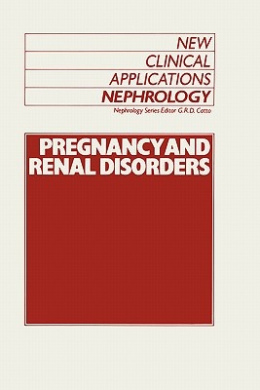 NEW
CLINICAL
APPLICATIONS
NEPHROLOGY
Nephrology Series Editor G.R.D. Catto
PREGNANCY AND
RENAL DISORDERS